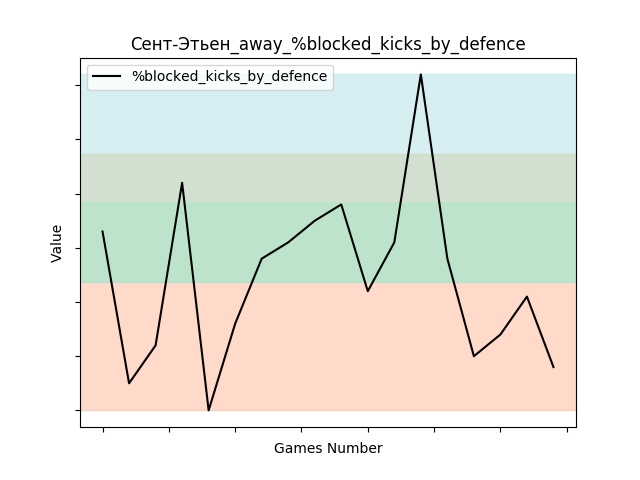 Сент-Этьен_away_%blocked_kicks_by_defence
%blocked_kicks_by_defence
Value
Games Number